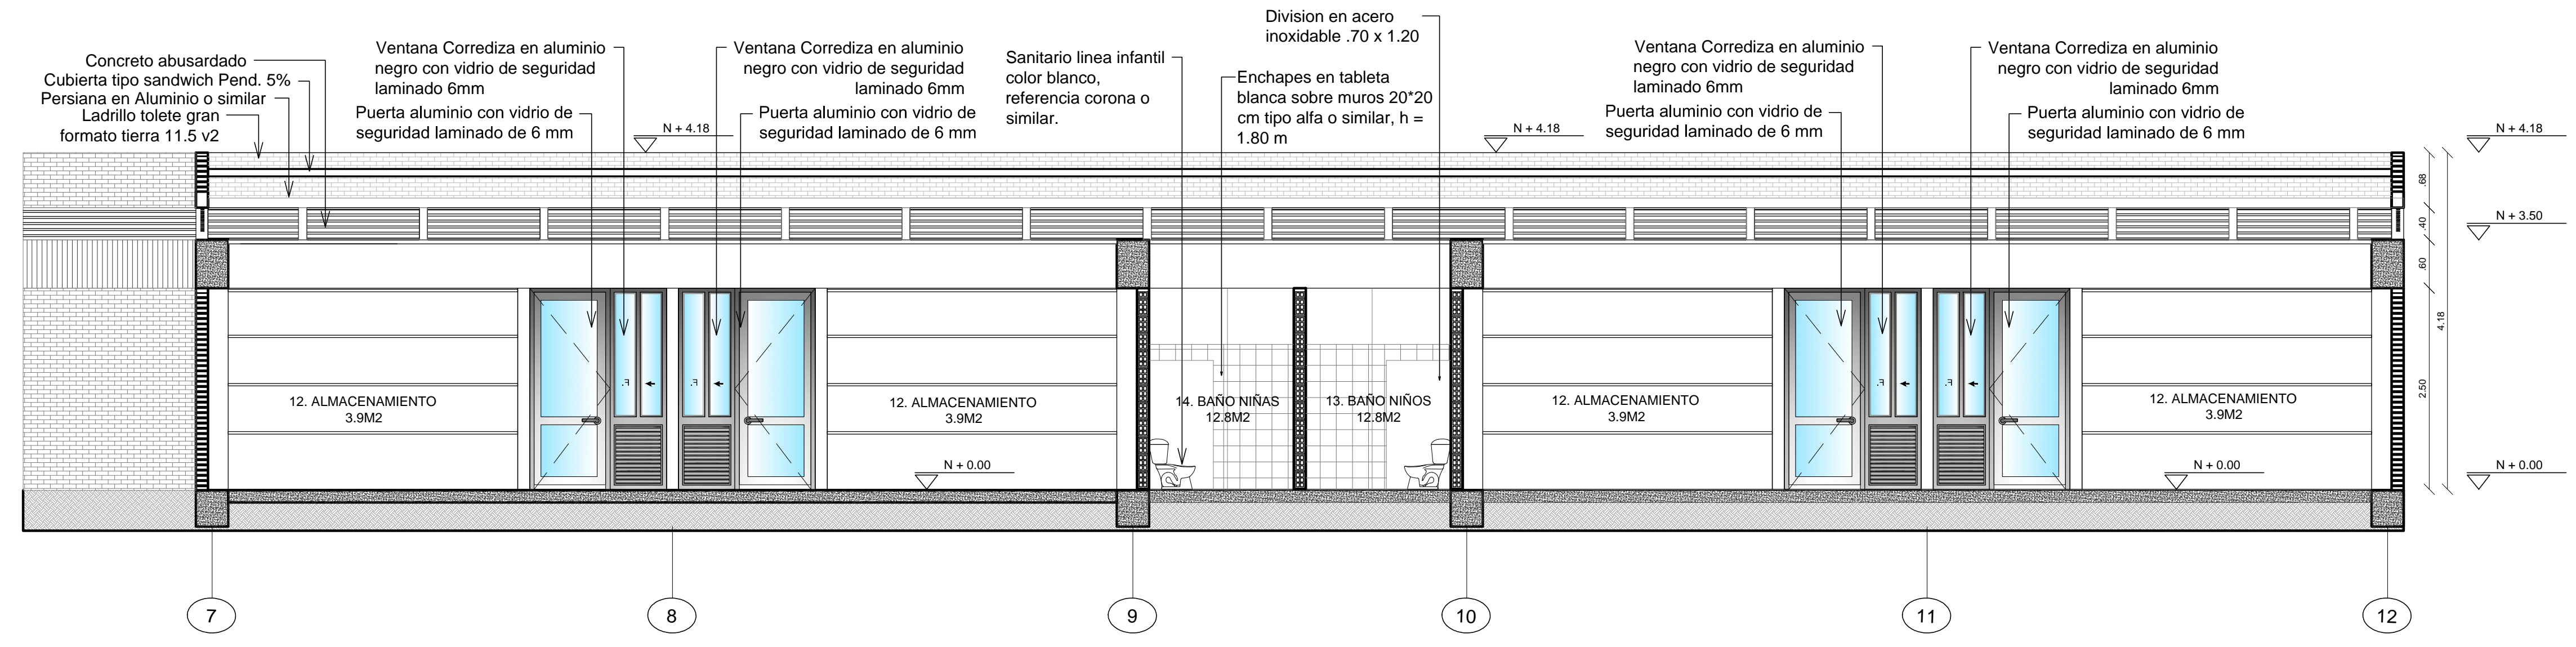 Concreto abusardado
Cubierta tipo sandwich Pend. 5%
Persiana en Aluminio o similar
Ladrillo tolete gran
formato tierra 11.5 v2
Ventana Corrediza en aluminio
negro con vidrio de seguridad
laminado 6mm
Puerta aluminio con vidrio de
seguridad laminado de 6 mm
Ventana Corrediza en aluminio
negro con vidrio de seguridad
laminado 6mm
Puerta aluminio con vidrio de
seguridad laminado de 6 mm
N + 4.18
Sanitario linea infantil
color blanco,
referencia corona o
similar.
Division en acero
inoxidable .70 x 1.20
Enchapes en tableta
blanca sobre muros 20*20
cm tipo alfa o similar, h =
1.80 m
N + 4.18
Ventana Corrediza en aluminio
negro con vidrio de seguridad
laminado 6mm
Puerta aluminio con vidrio de
seguridad laminado de 6 mm
Ventana Corrediza en aluminio
negro con vidrio de seguridad
laminado 6mm
Puerta aluminio con vidrio de
seguridad laminado de 6 mm
N + 4.18
.68
N + 3.50
.40
.60
4.18
2.50
F.
F.
F.
F.
12. ALMACENAMIENTO
3.9M2
12. ALMACENAMIENTO
3.9M2
14. BAÑO NIÑAS
12.8M2
13. BAÑO NIÑOS
12.8M2
12. ALMACENAMIENTO
3.9M2
12. ALMACENAMIENTO
3.9M2
N + 0.00
N + 0.00
N + 0.00
7
8
9
10
11
12